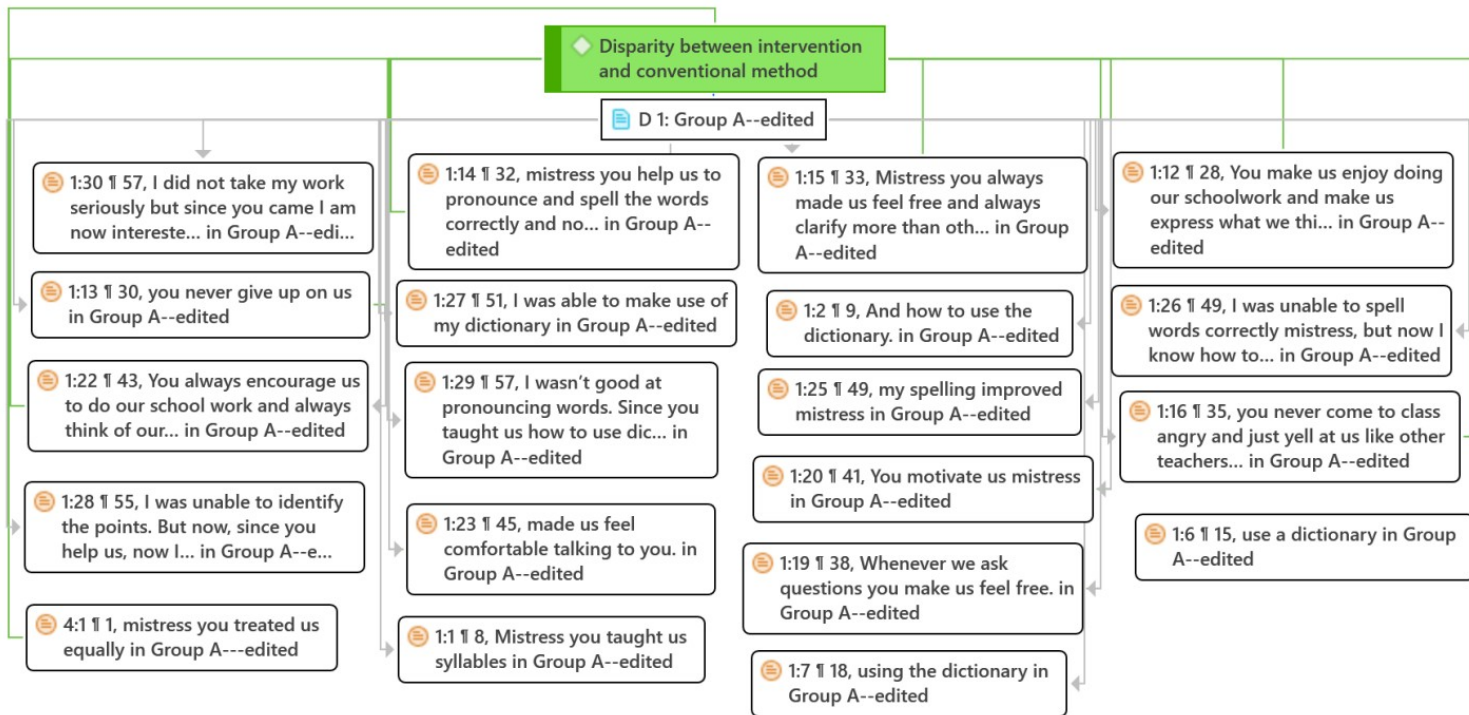 Disparity between intervention
and conventional method
D 1: Group A--edited
1:30 ¶ 57, I did not take my work
seriously but since you came I am
now intereste... in Group A--edi...
1:13 ¶ 30, you never give up on us
in Group A--edited
1:22 ¶ 43, You always encourage us
to do our school work and always
think of our... in Group A--edited
1:28 ¶ 55, I was unable to identify
the points. But now, since you
help us, now I... in Group A--e...
4:1 ¶ 1, mistress you treated us
equally in Group A---edited
1:14 ¶ 32, mistress you help us to
pronounce and spell the words
correctly and no... in Group A--
edited
1:27 ¶ 51, I was able to make use of
my dictionary in Group A--edited
1:29 ¶ 57, I wasn’t good at
pronouncing words. Since you
taught us how to use dic... in
Group A--edited
1:23 ¶ 45, made us feel
comfortable talking to you. in
Group A--edited
1:1 ¶ 8, Mistress you taught us
syllables in Group A--edited
1:15 ¶ 33, Mistress you always
made us feel free and always
clarify more than oth... in Group
A--edited
1:2 ¶ 9, And how to use the
dictionary. in Group A--edited
1:25 ¶ 49, my spelling improved
mistress in Group A--edited
1:20 ¶ 41, You motivate us mistress
in Group A--edited
1:19 ¶ 38, Whenever we ask
questions you make us feel free. in
Group A--edited
1:7 ¶ 18, using the dictionary in
Group A--edited
1:12 ¶ 28, You make us enjoy doing
our schoolwork and make us
express what we thi... in Group A--
edited
1:26 ¶ 49, I was unable to spell
words correctly mistress, but now I
know how to... in Group A--edited
1:16 ¶ 35, you never come to class
angry and just yell at us like other
teachers... in Group A--edited
1:6 ¶ 15, use a dictionary in Group
A--edited